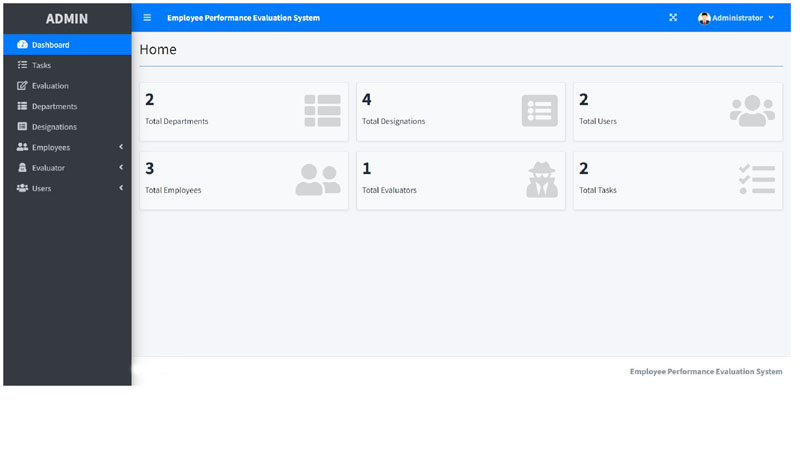 ADMIN
Employee Performance Evaluation System
Administrator
Dashboard
Tasks
Evaluation
Departments
Designations
Employees
Evaluator
Users
Home
2
Total Departments
4
Total Designations
2
Total Users
3
Total Employees
1
Total Evaluators
2
Total Tasks
Employee Performance Evaluation System